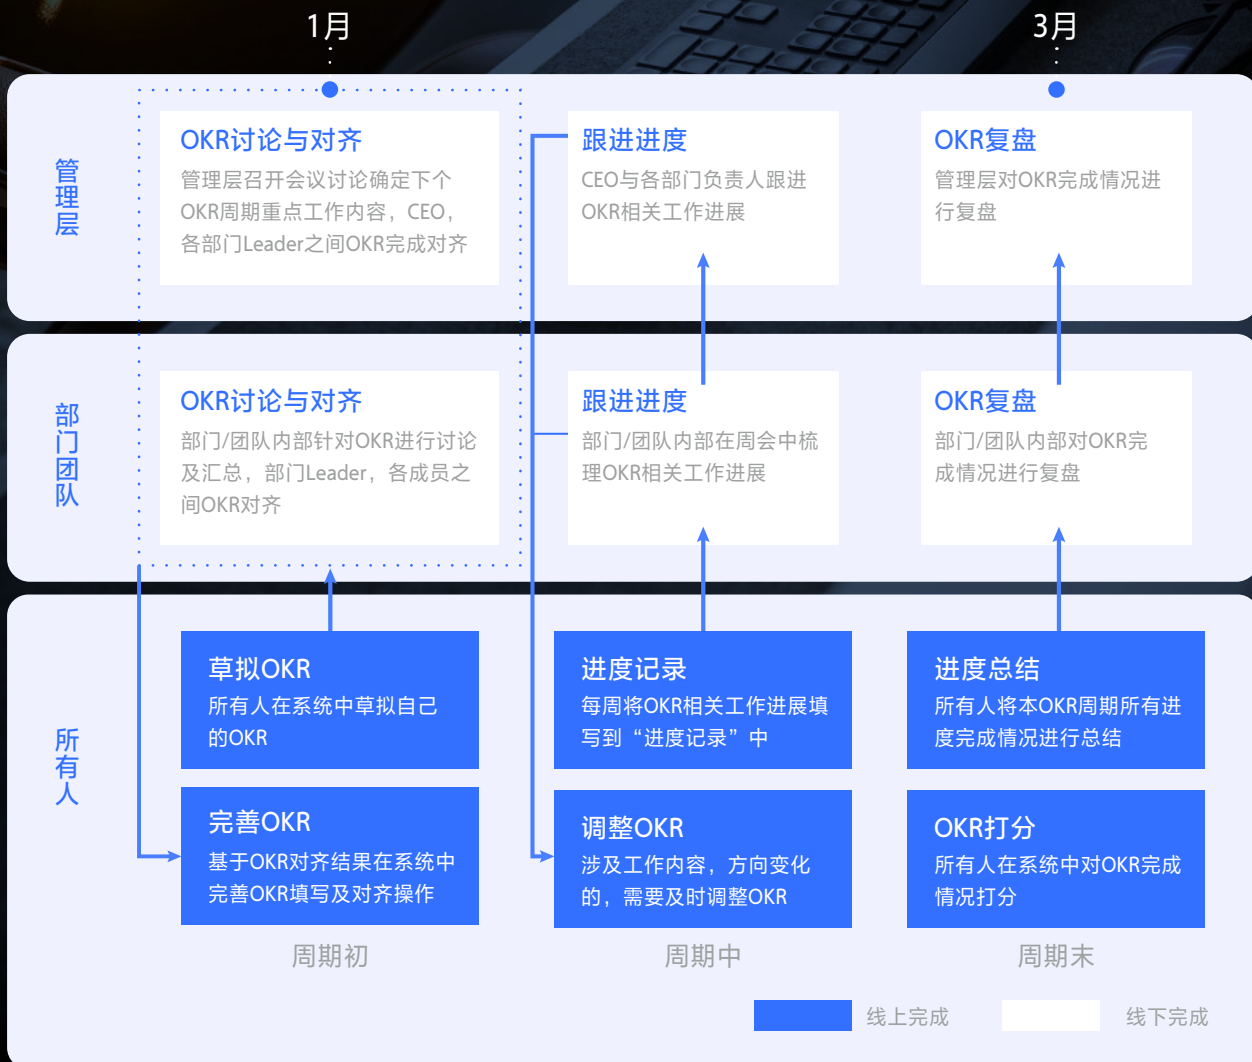 1月
3月
管理层
OKR讨论与对齐
管理层召开会议讨论确定下个
OKR周期重点工作内容，CEO，
各部门Leader之间OKR完成对齐
跟进进度
CEO与各部门负责人跟进
OKR相关工作进展
OKR复盘
管理层对OKR完成情况进
行复盘
部门团队
OKR讨论与对齐
部门/团队内部针对OKR进行讨论
及汇总，部门Leader，各成员之
间OKR对齐
跟进进度
部门/团队内部在周会中梳
理OKR相关工作进展
OKR复盘
部门/团队内部对OKR完
成情况进行复盘
所有人
草拟OKR
所有人在系统中草拟自己
的OKR
进度记录
每周将OKR相关工作进展填
写到“进度记录”中
进度总结
所有人将本OKR周期所有进
度完成情况进行总结
完善OKR
基于OKR对齐结果在系统中
完善OKR填写及对齐操作
调整OKR
涉及工作内容，方向变化
的，需要及时调整OKR
OKR打分
所有人在系统中对OKR完成
情况打分
周期初
周期中
周期末
线上完成
线下完成